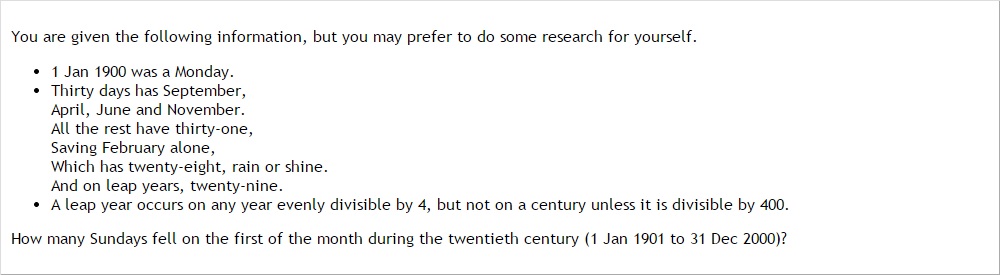 You are given the following information, but you may prefer to do some research for yourself.
• 1 Jan 1900 was a Monday.
• Thirty days has September,
April, June and November.
All the rest have thirty-one,
Saving February alone,
Which has twenty-eight, rain or shine.
And on leap years, twenty-nine.
• A leap year occurs on any year evenly divisible by 4, but not on a century unless it is divisible by 400.
How many Sundays fell on the first of the month during the twentieth century (1 Jan 1901 to 31 Dec 2000)?